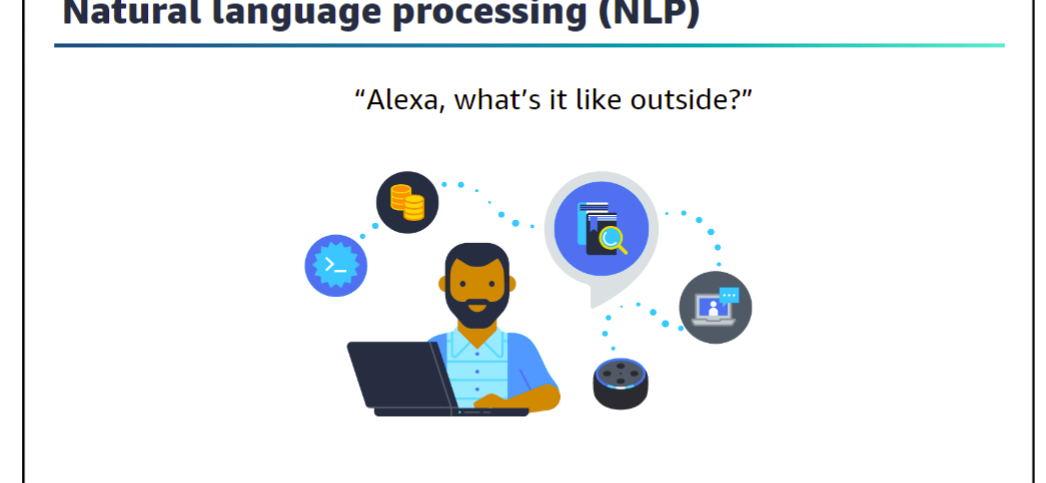 Natural language processing (NLP)
“Alexa, what’s it like outside?”